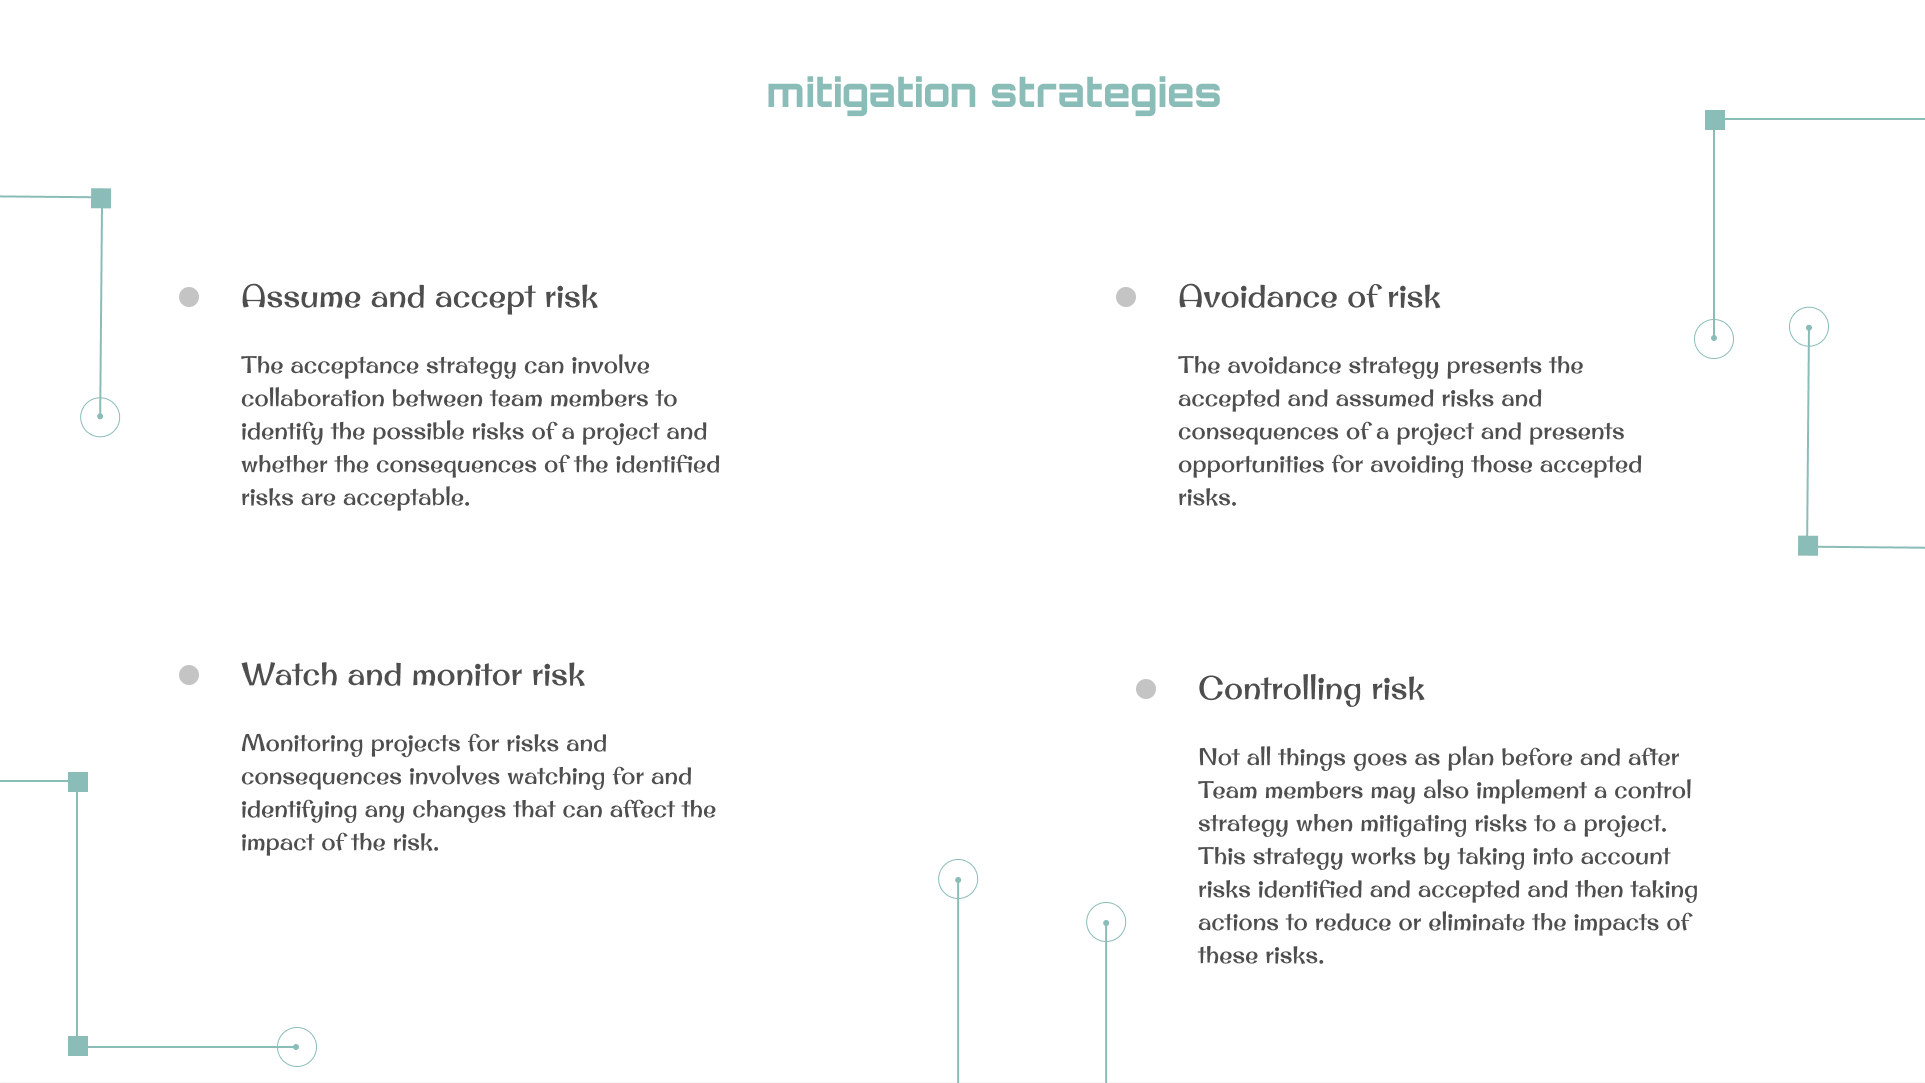 mitigation strategies
Assume and accept risk
The acceptance strategy can involve
collaboration between team members to
identify the possible risks of a project and
whether the consequences of the identified
risks are acceptable.
Avoidance of risk
The avoidance strategy presents the
accepted and assumed risks and
consequences of a project and presents
opportunities for avoiding those accepted
risks.
Watch and monitor risk
Monitoring projects for risks and
consequences involves watching for and
identifying any changes that can affect the
impact of the risk.
Controlling risk
Not all things goes as plan before and after
Team members may also implement a control
strategy when mitigating risks to a project.
This strategy works by taking into account
risks identified and accepted and then taking
actions to reduce or eliminate the impacts of
these risks.